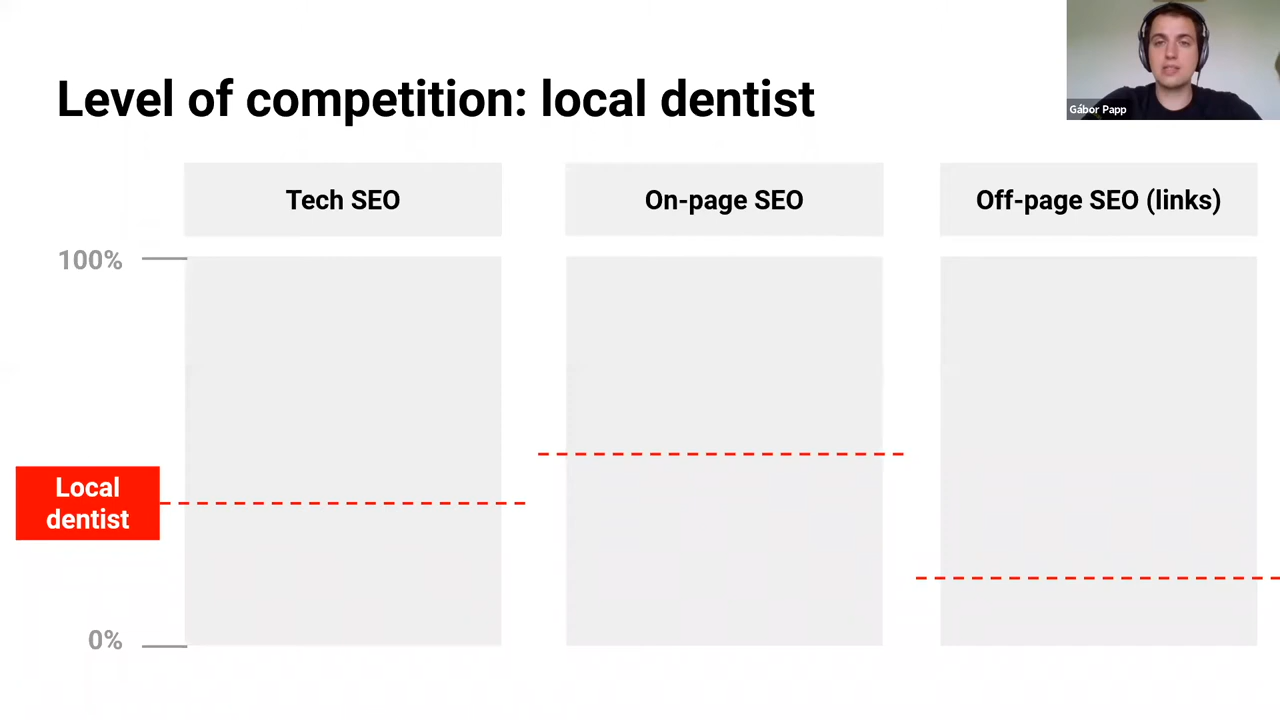 Level of competition: local dentist
Gábor Papp
Tech SEO
On-page SEO
Off-page SEO (links)
100%
Local
dentist
0%